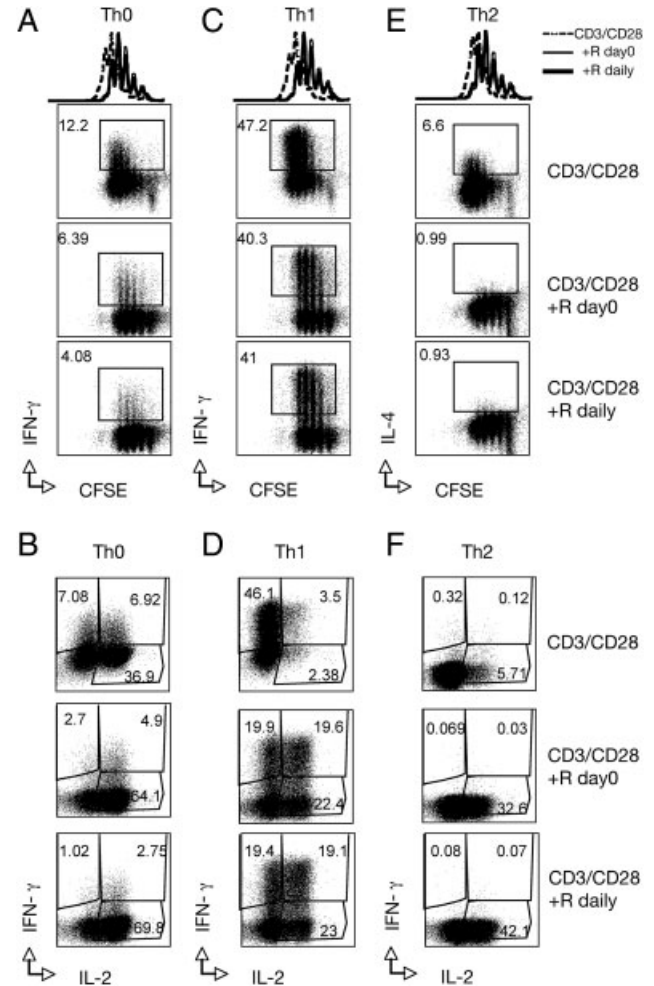 A
Th0
C
Th1
E
Th2
CD3/CD28
+R day0
+R daily
12.2
47.2
6.6
CD3/CD28
6.39
40.3
0.99
CD3/CD28
+R day0
4.08
41
0.93
CD3/CD28
+R daily
IFN-γ
IFN- γ
IL-4
CFSE
CFSE
CFSE
B
Th0
D
Th1
F
Th2
7.08
6.92
46.1
3.5
0.32
0.12
CD3/CD28
36.9
2.38
5.71
2.7
4.9
19.9
19.6
0.069
0.03
CD3/CD28
+R day0
64.1
22.4
32.6
1.02
2.75
19.4
19.1
0.08
0.07
CD3/CD28
+R daily
69.8
23
42.1
IFN- γ
IFN- γ
IFN- γ
IL-2
IL-2
IL-2